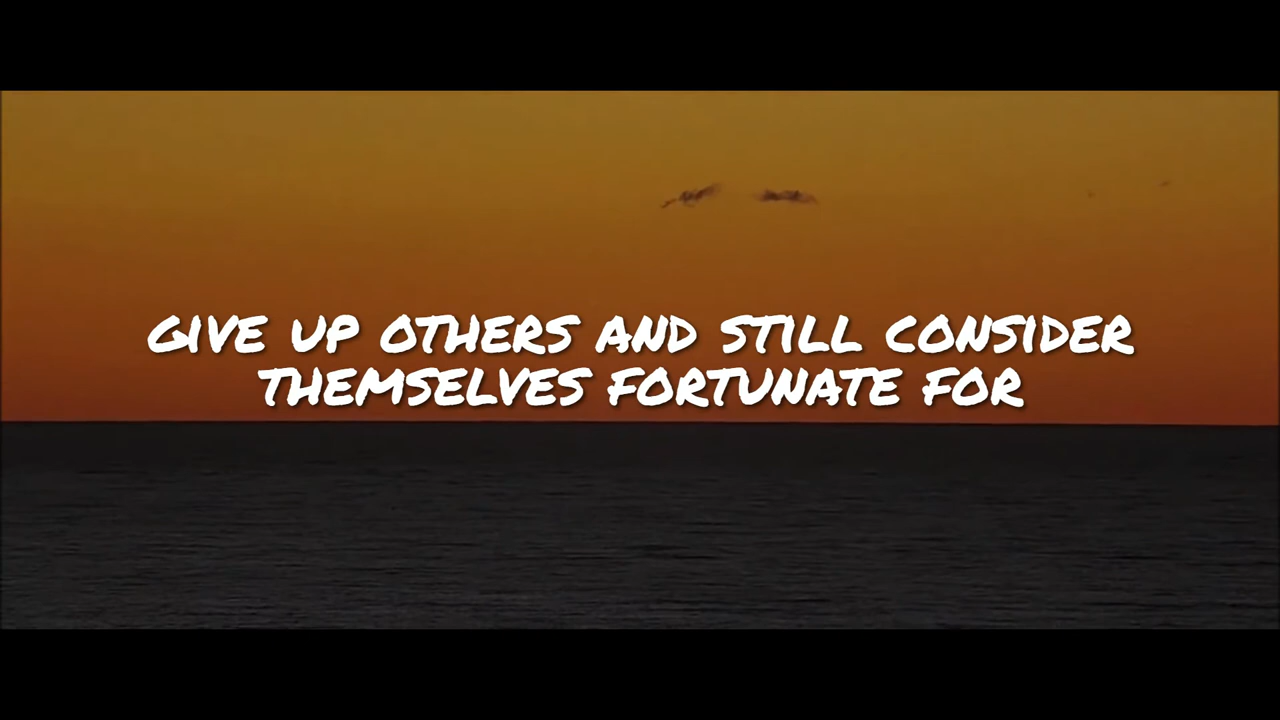 GIVE UP OTHERS AND STILL CONSIDER
THEMSELVES FORTUNATE FOR